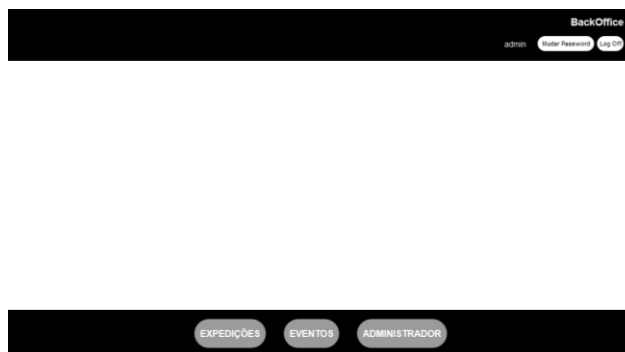 BackOffice
admin Mudar Password Log Off
EXPEDIÇÕES EVENTOS ADMINISTRADOR